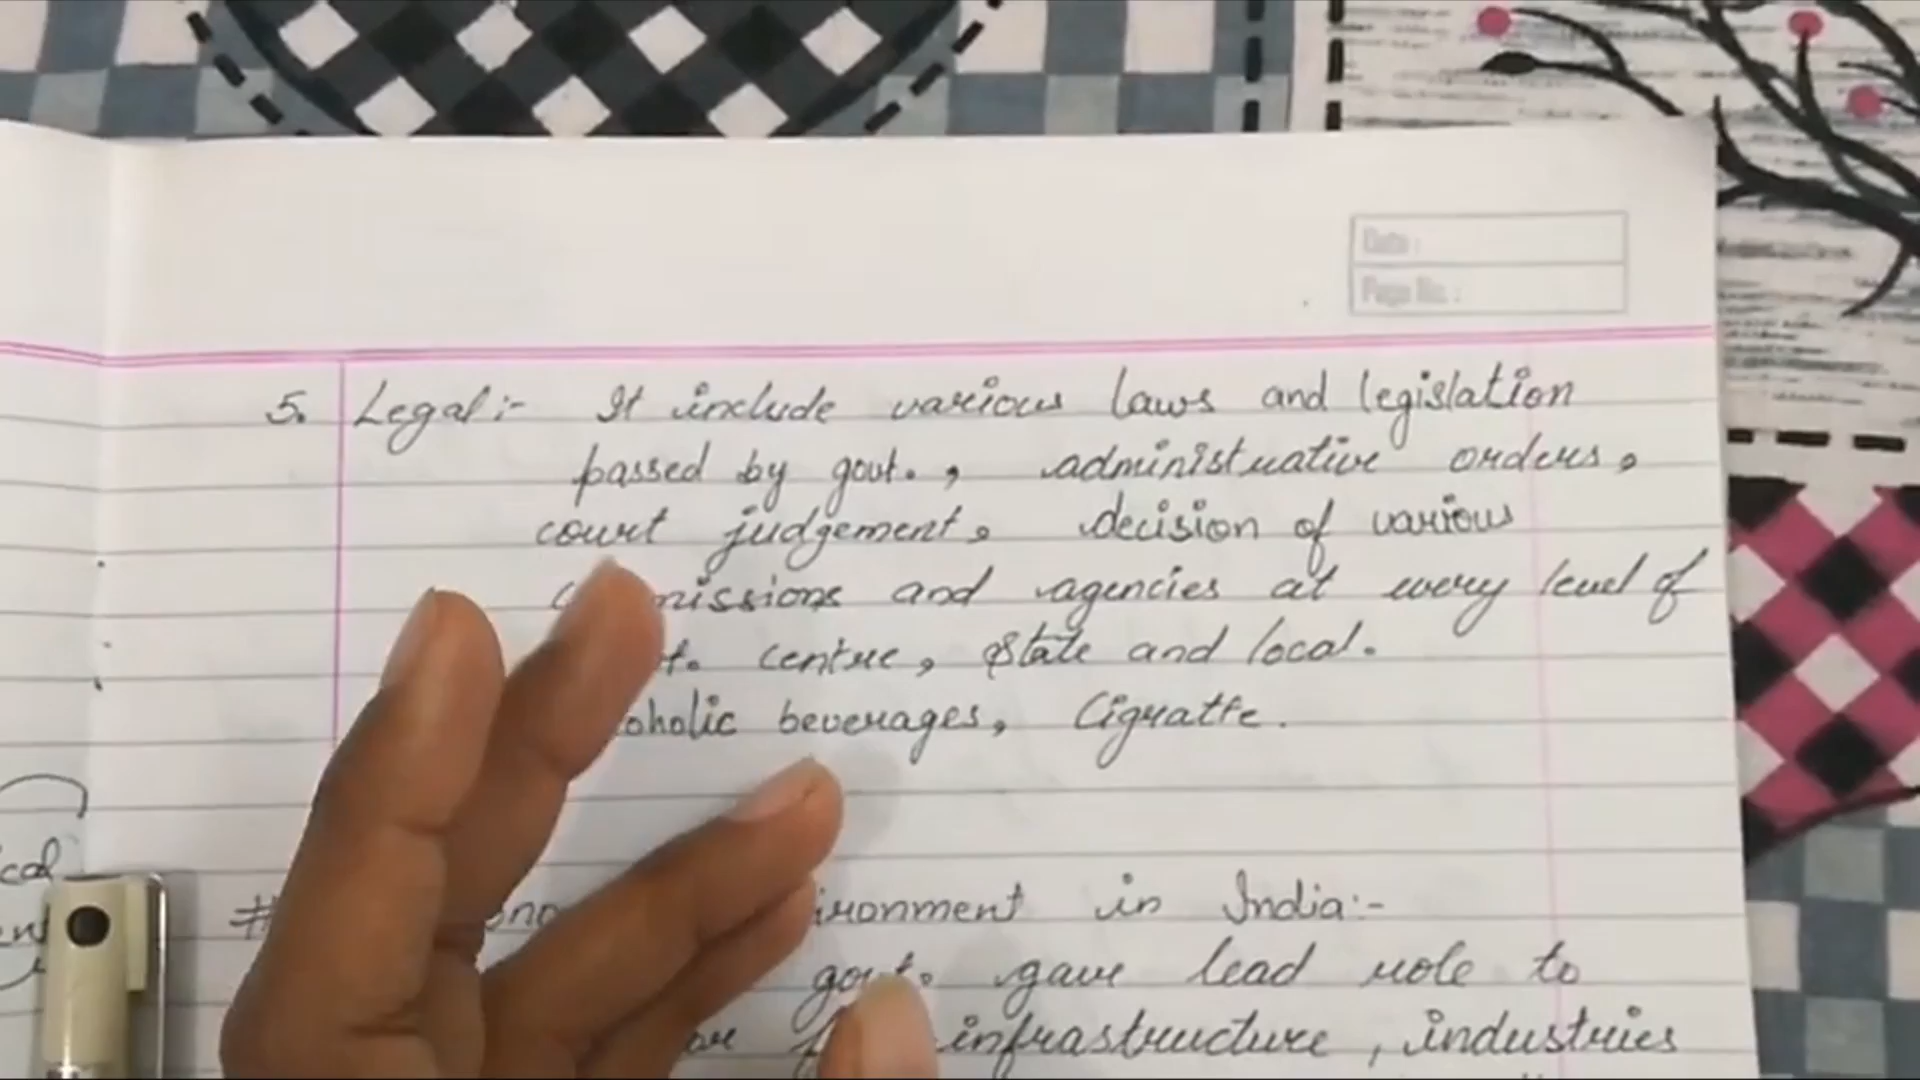 Date :
Page No. :
5. Legal :- It include various laws and legislation
passed by govt. , administrative orders,
court judgement, decision of various
and agencies at every level of
centre, state and local.
beverages, Cigratte.
# in India:-
govt. gave lead role to
infrastructure , industries